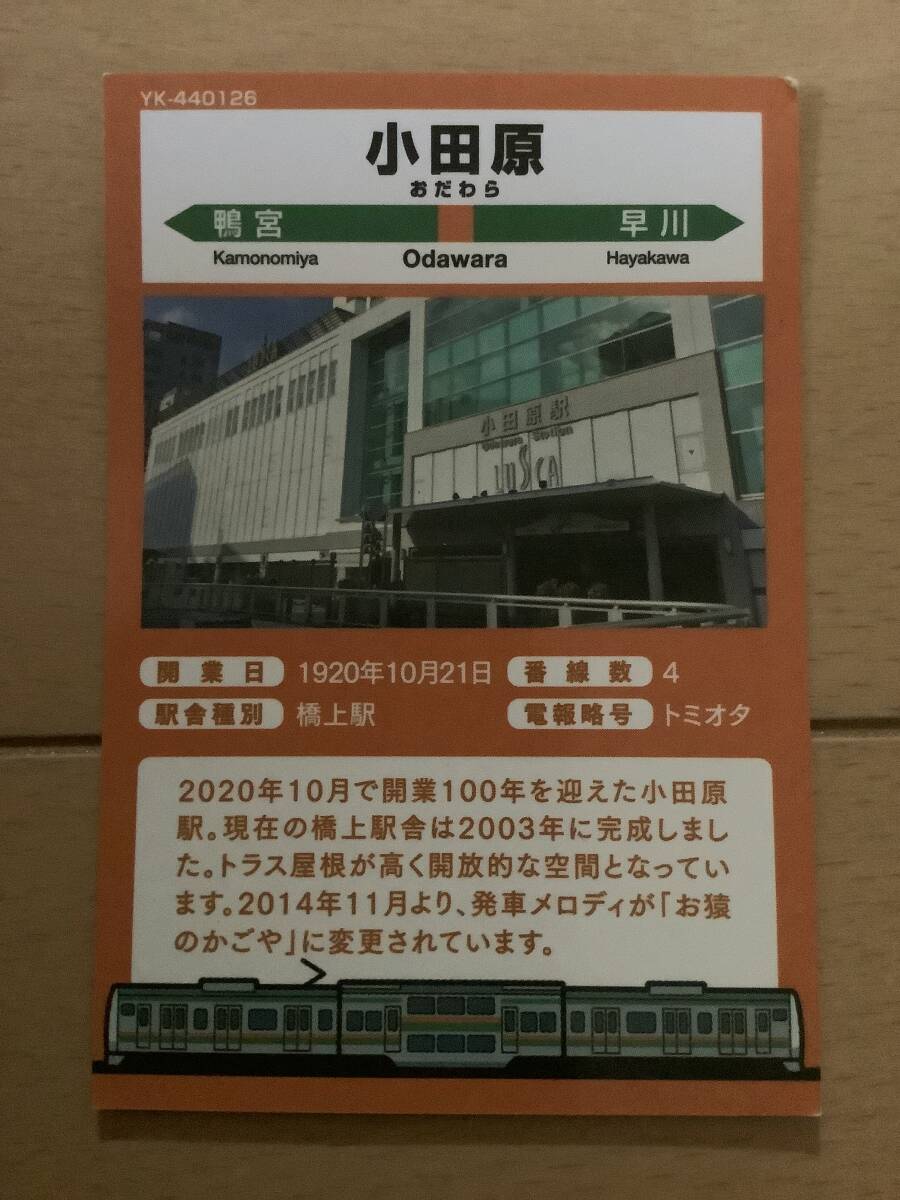 YK-440126
小田原
おだわら
鴨宮 早川
Kamonomiya Odawara Hayakawa
小田原駅
Odawara Station
LUSCA
開業日 1920年10月21日 番線数 4
駅舎種別 橋上駅 電報略号 トミオタ
2020年10月で開業100年を迎えた小田原
駅。現在の橋上駅舎は2003年に完成しまし
た。トラス屋根が高く開放的な空間となってい
ます。2014年11月より、発車メロディが「お猿
のかごや」に変更されています。